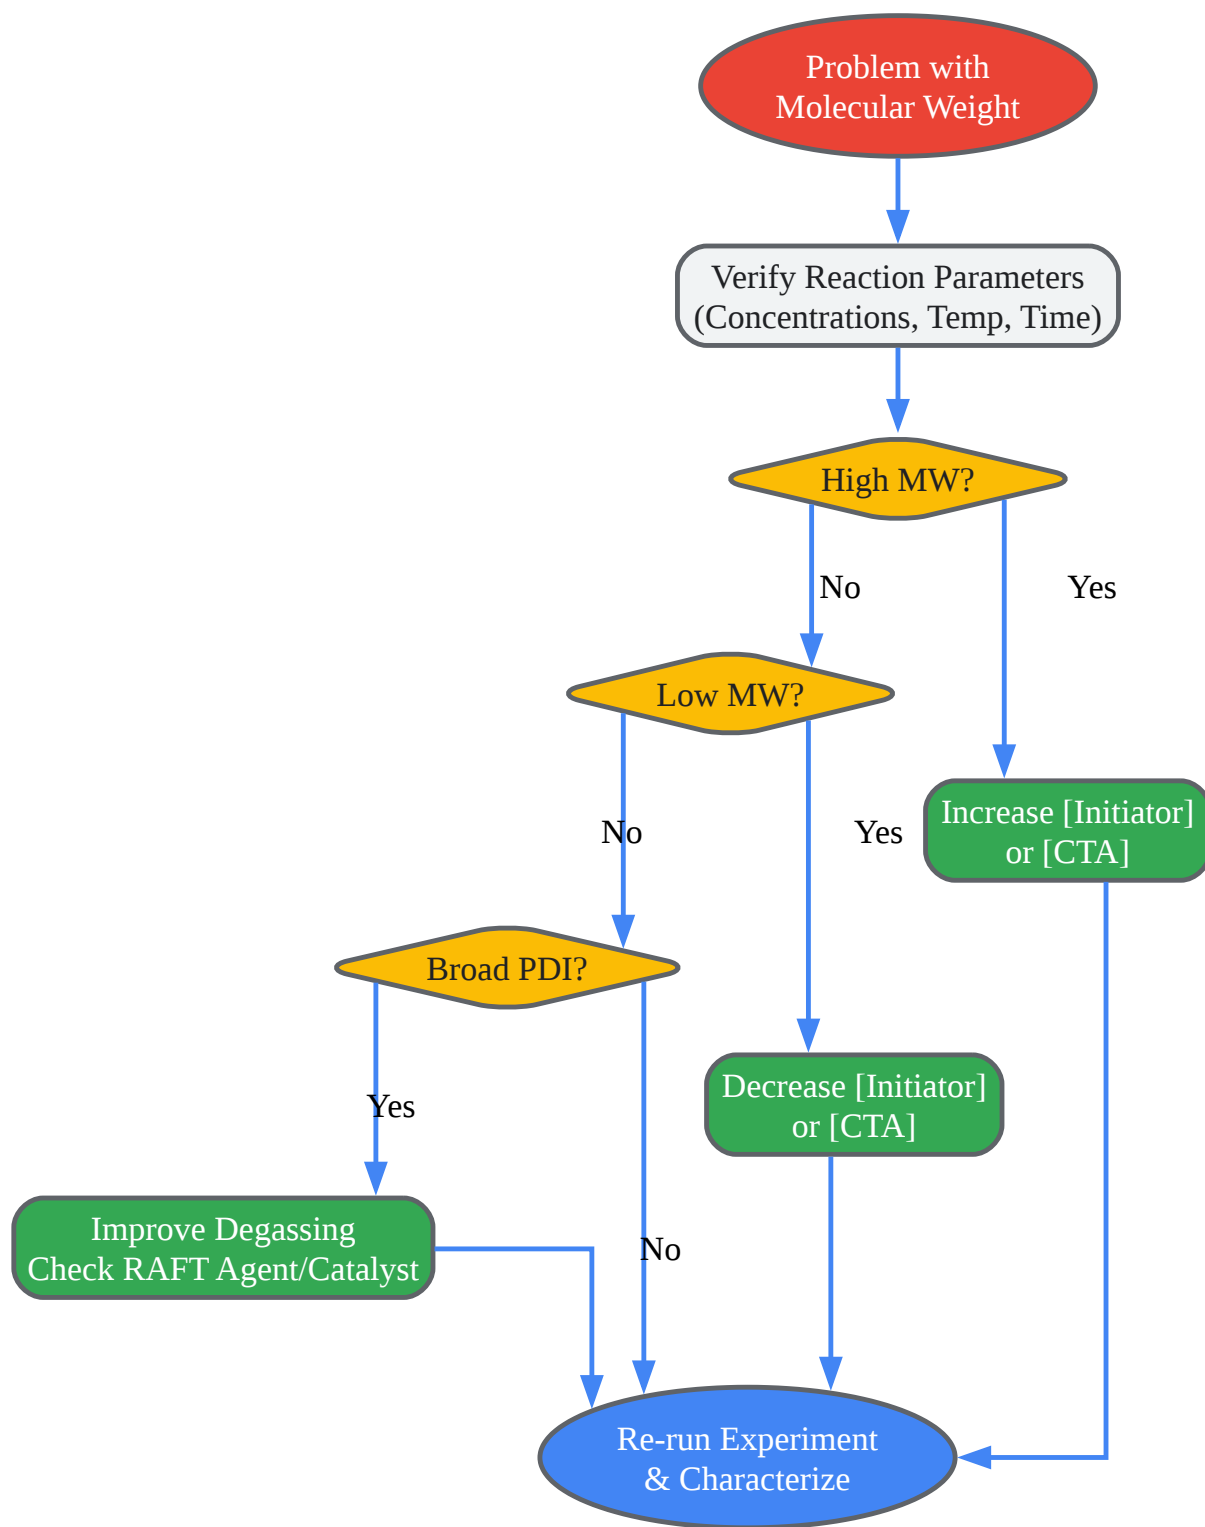 Problem with
Molecular Weight
Verify Reaction Parameters
(Concentrations, Temp, Time)
High MW?
No
Yes
Low MW?
Increase [Initiator]
or [CTA]
No
Yes
Broad PDI?
Decrease [Initiator]
or [CTA]
Yes
Improve Degassing
Check RAFT Agent/Catalyst
No
Re-run Experiment
& Characterize